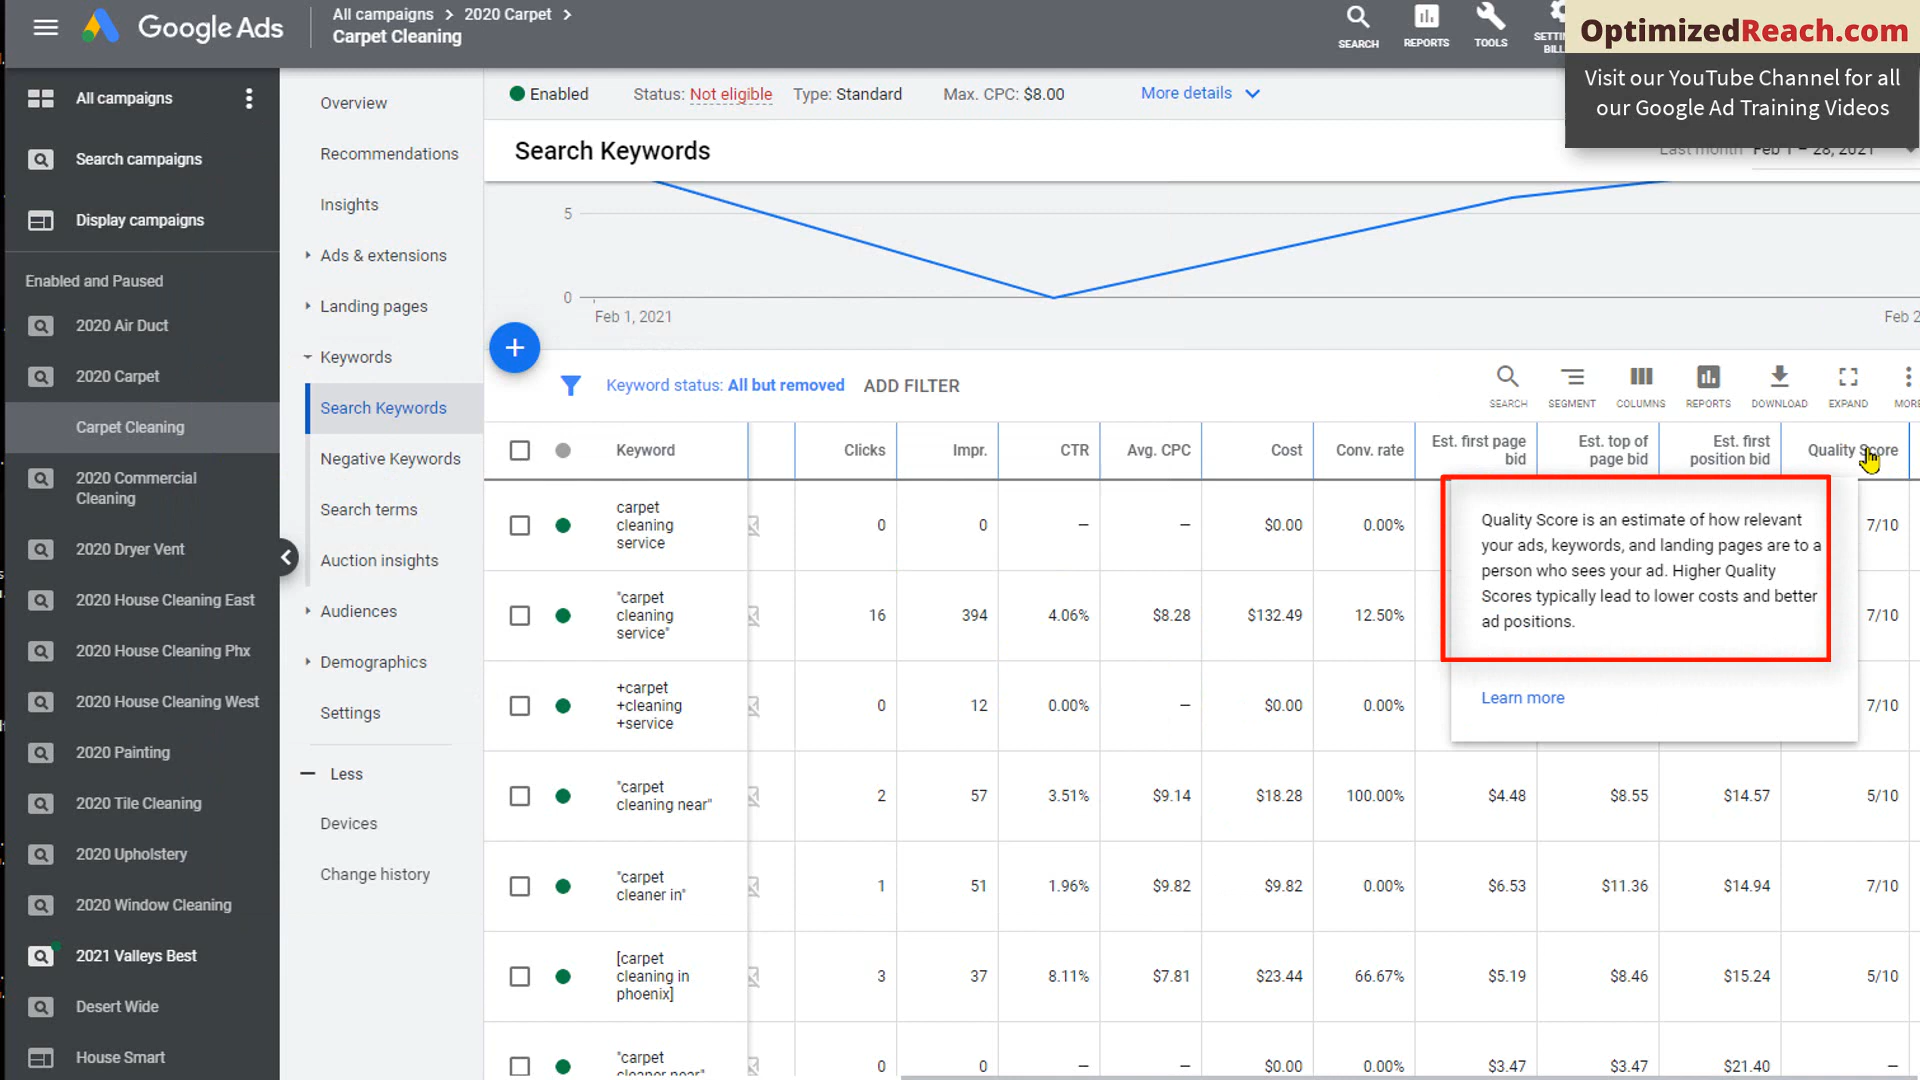 Google Ads
All campaigns > 2020 Carpet >
Carpet Cleaning
SEARCH
REPORTS
TOOLS
OptimizedReach.com
Visit our YouTube Channel for all
our Google Ad Training Videos
All campaigns
Search campaigns
Display campaigns
Enabled and Paused
2020 Air Duct
2020 Carpet
Carpet Cleaning
2020 Commercial
Cleaning
2020 Dryer Vent
2020 House Cleaning East
2020 House Cleaning Phx
2020 House Cleaning West
2020 Painting
2020 Tile Cleaning
2020 Upholstery
2020 Window Cleaning
2021 Valleys Best
Desert Wide
House Smart
Overview
Recommendations
Insights
Ads & extensions
Landing pages
Keywords
Search Keywords
Negative Keywords
Search terms
Auction insights
Audiences
Demographics
Settings
Less
Devices
Change history
Enabled Status: Not eligible Type: Standard Max. CPC: $8.00 More details
Search Keywords
Last month Feb 1 – 28, 2021
5
0
Feb 1, 2021
Feb 2
Keyword status: All but removed ADD FILTER
SEARCH SEGMENT COLUMNS REPORTS DOWNLOAD EXPAND MORE
Keyword Clicks Impr. CTR Avg. CPC Cost Conv. rate Est. first page bid Est. top of page bid Est. first position bid Quality Score
carpet cleaning service 0 0 – – $0.00 0.00% 7/10
"carpet cleaning service" 16 394 4.06% $8.28 $132.49 12.50% 7/10
+carpet +cleaning +service 0 12 0.00% – $0.00 0.00% 7/10
"carpet cleaning near" 2 57 3.51% $9.14 $18.28 100.00% $4.48 $8.55 $14.57 5/10
"carpet cleaner in" 1 51 1.96% $9.82 $9.82 0.00% $6.53 $11.36 $14.94 7/10
[carpet cleaning in phoenix] 3 37 8.11% $7.81 $23.44 66.67% $5.19 $8.46 $15.24 5/10
"carpet cleaner near" 0 0 – – $0.00 0.00% $3.47 $3.47 $21.40 –
Quality Score is an estimate of how relevant
your ads, keywords, and landing pages are to a
person who sees your ad. Higher Quality
Scores typically lead to lower costs and better
ad positions.
Learn more